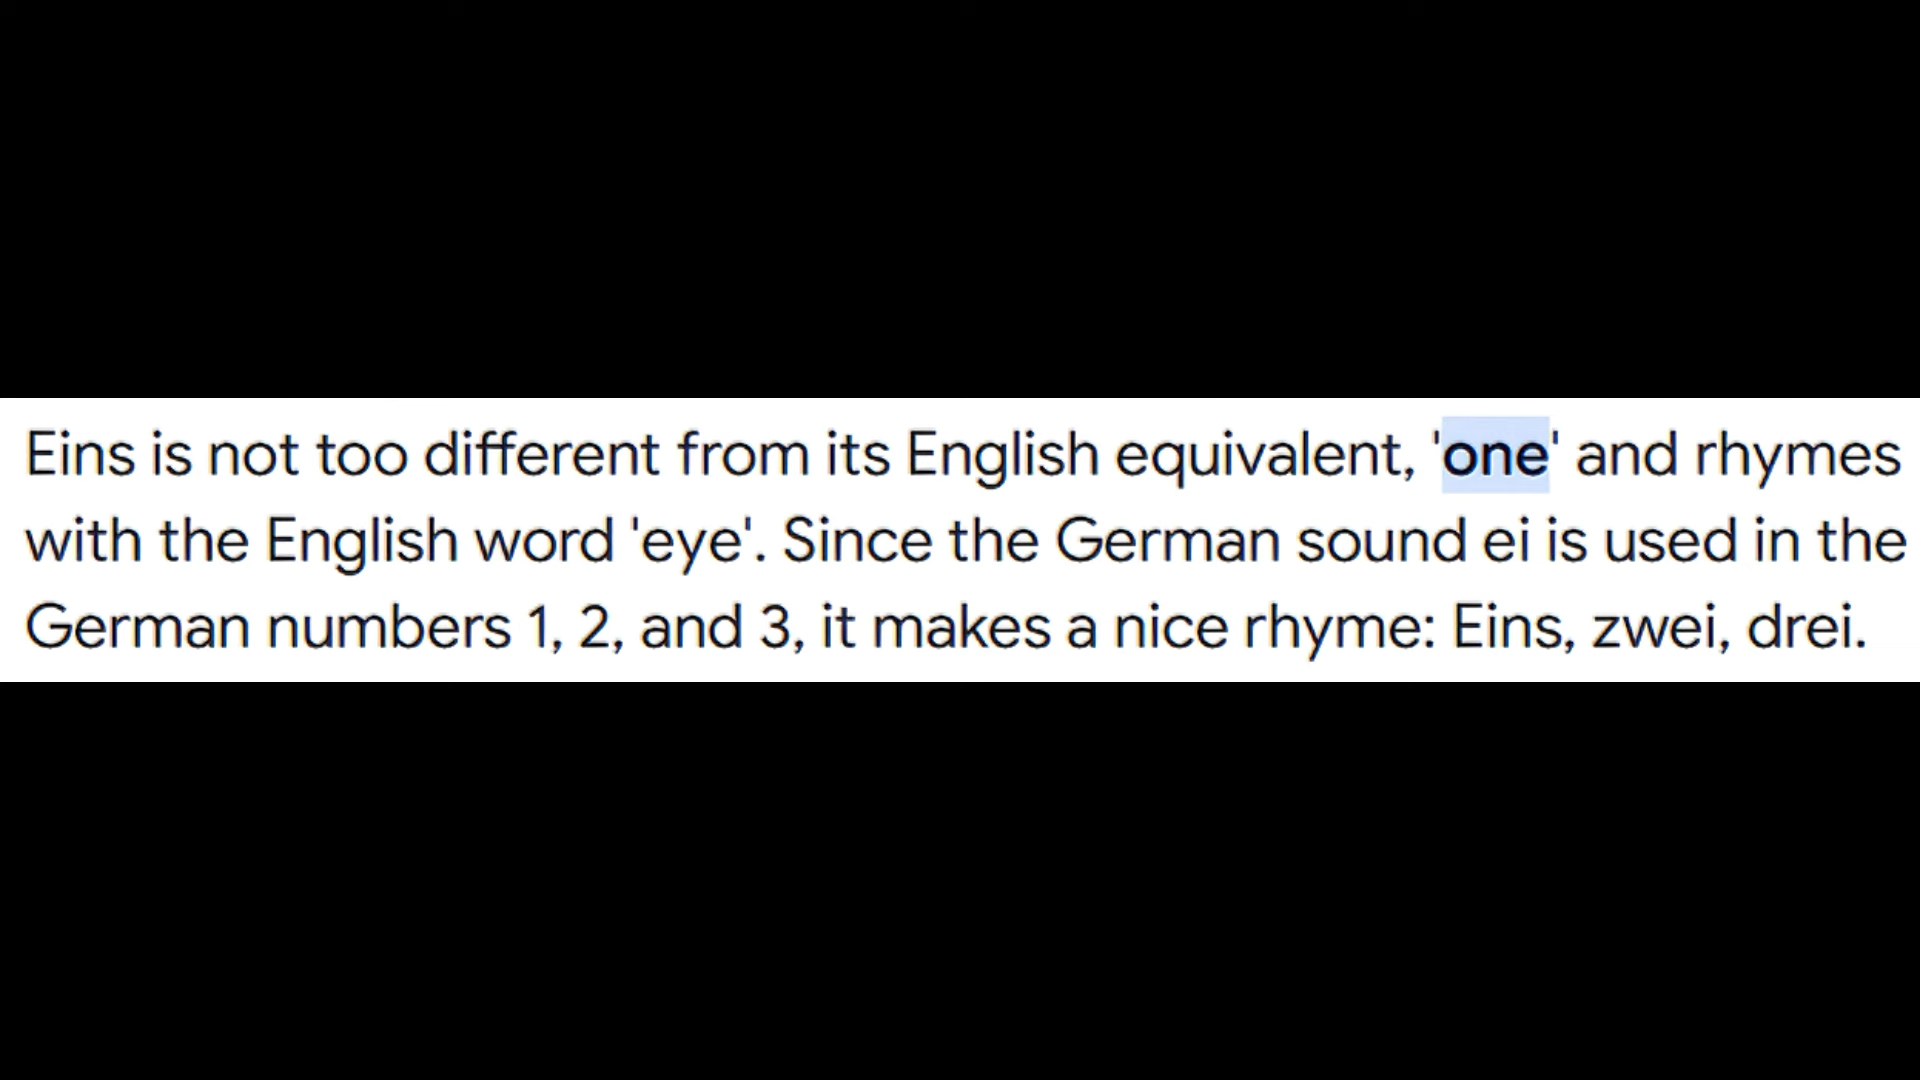 Eins is not too different from its English equivalent, 'one' and rhymes
with the English word 'eye'. Since the German sound ei is used in the
German numbers 1, 2, and 3, it makes a nice rhyme: Eins, zwei, drei.